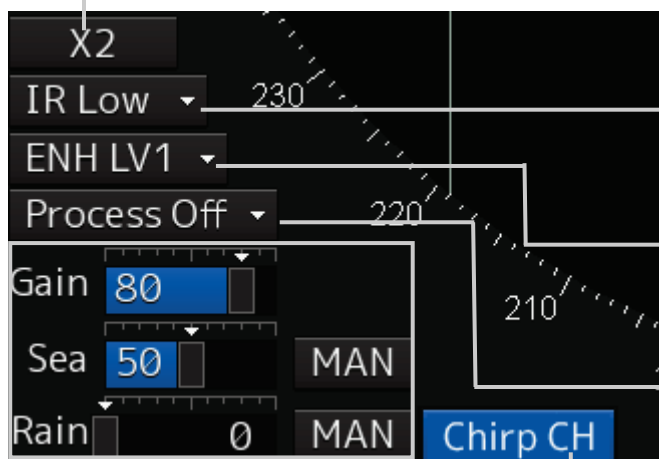 X2
IR Low
230
ENH LV1
Process Off
220
Gain 80
210
Sea 50 MAN
Rain 0 MAN
Chirp CH